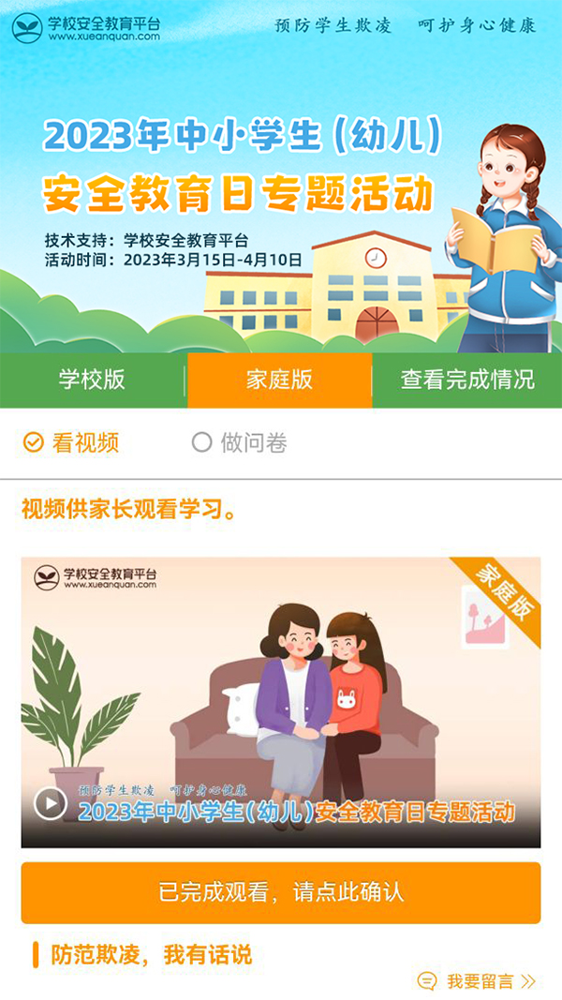 学校安全教育平台
www.xueanquan.com
预防学生欺凌 呵护身心健康
2023年中小学生(幼儿)
安全教育日专题活动
技术支持：学校安全教育平台
活动时间：2023年3月15日-4月10日
学校版 家庭版 查看完成情况
看视频 做问卷
视频供家长观看学习。
学校安全教育平台
www.xueanquan.com
家庭版
预防学生欺凌 呵护身心健康
2023年中小学生(幼儿)安全教育日专题活动
已完成观看，请点此确认
防范欺凌，我有话说
我要留言